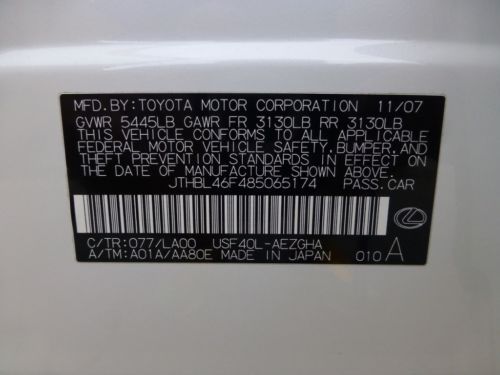 MFD. BY: TOYOTA MOTOR CORPORATION 11/07
GVWR 5445LB GAWR FR 3130LB RR 3130LB
THIS VEHICLE CONFORMS TO ALL APPLICABLE
FEDERAL MOTOR VEHICLE SAFETY, BUMPER, AND
THEFT PREVENTION STANDARDS IN EFFECT ON
THE DATE OF MANUFACTURE SHOWN ABOVE.
JTHBL46F485065174 PASS. CAR
C/TR: 077/LA00 USF40L-AEZGHA
A/TM: A01A/AA80E MADE IN JAPAN 010 A